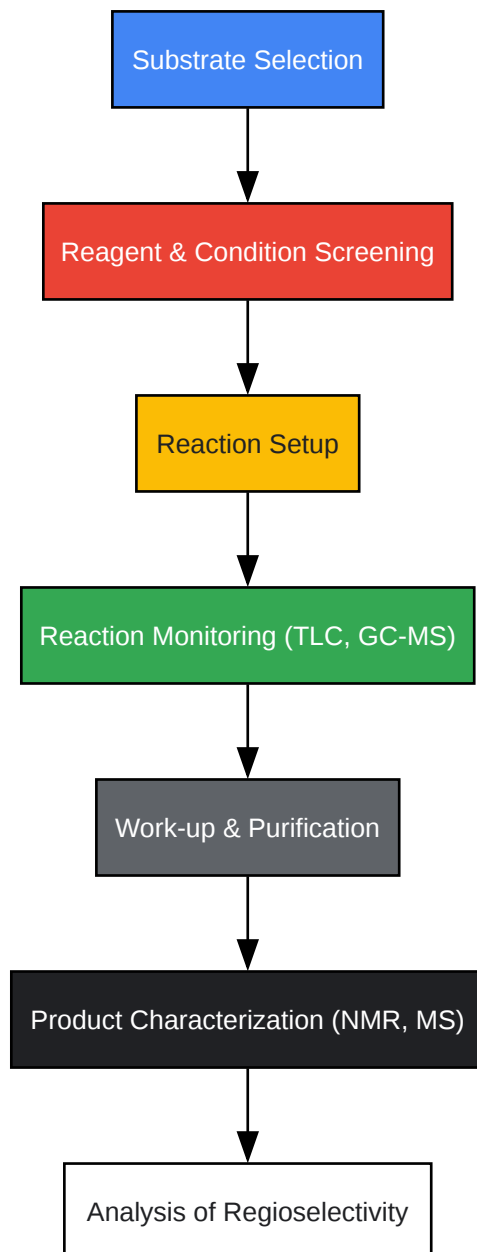 Substrate Selection
Reagent & Condition Screening
Reaction Setup
Reaction Monitoring (TLC, GC-MS)
Work-up & Purification
Product Characterization (NMR, MS)
Analysis of Regioselectivity